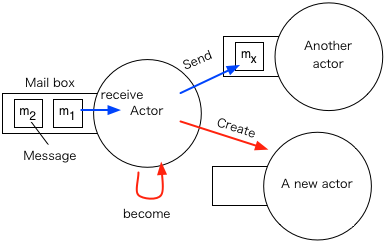 Another
actor
Send
mx
Mail box
receive
m2
m1
Actor
Message
Create
A new actor
become